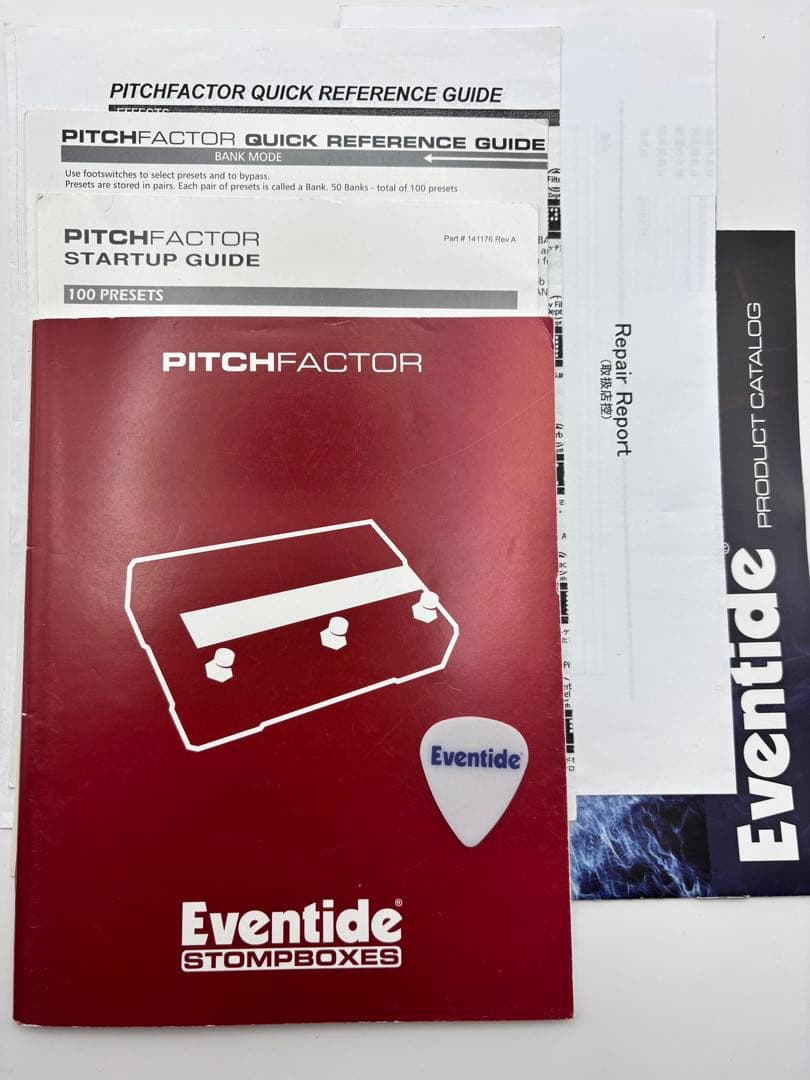 PITCHFACTOR QUICK REFERENCE GUIDE
EFFECTS
PITCHFACTOR QUICK REFERENCE GUIDE
BANK MODE
Use footswitches to select presets and to bypass.
Presets are stored in pairs. Each pair of presets is called a Bank. 50 Banks - total of 100 presets
PITCHFACTOR
STARTUP GUIDE
Part # 141176 Rev A
100 PRESETS
PITCHFACTOR
Eventide®
STOMPBOXES
Eventide
Repair Report
(取扱店控)
Eventide®
PRODUCT CATALOG